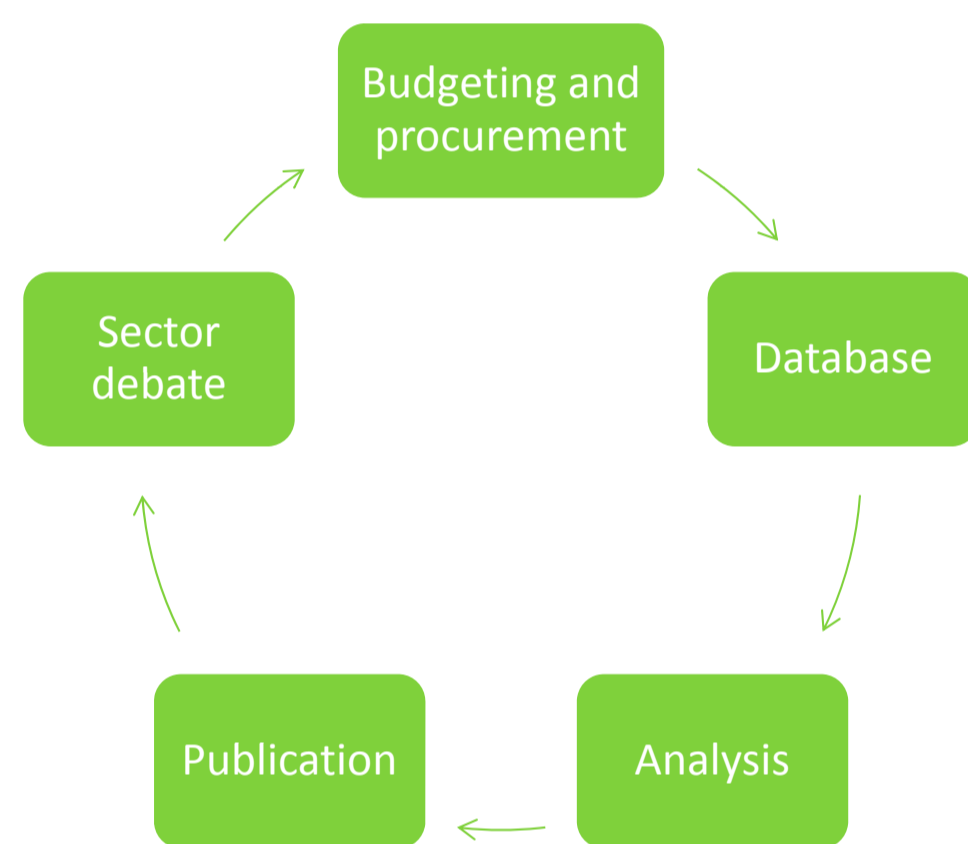 Budgeting and
procurement
Database
Analysis
Publication
Sector
debate